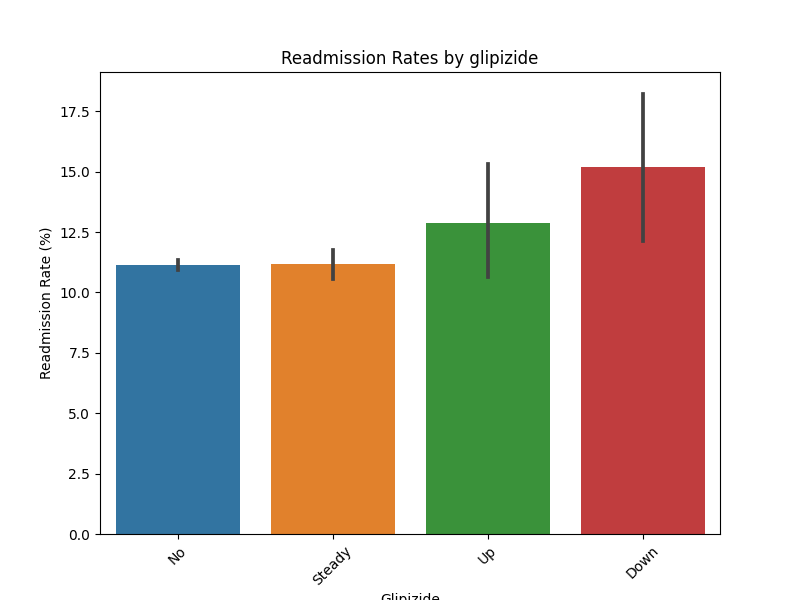 Readmission Rates by glipizide
Readmission Rate (%)
17.5
15.0
12.5
10.0
7.5
5.0
2.5
0.0
No
Steady
Up
Down
Glipizide